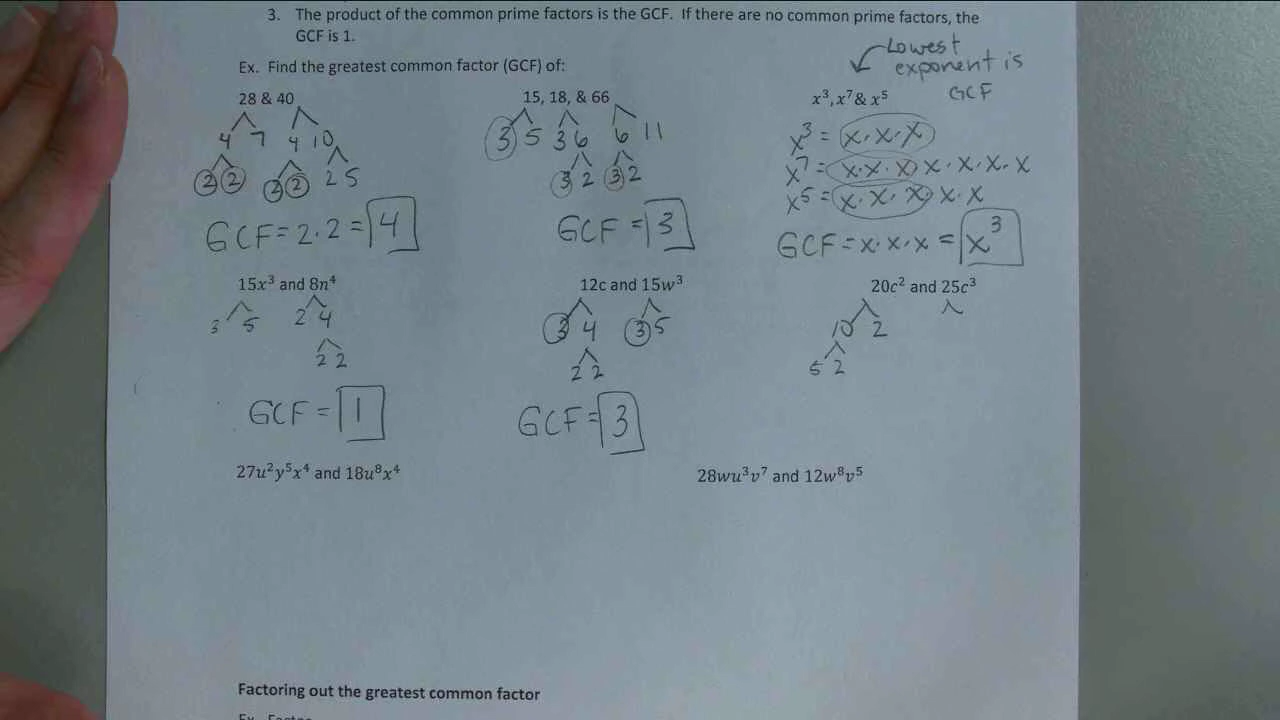 3. The product of the common prime factors is the GCF. If there are no common prime factors, the
GCF is 1.
Lowest
exponent is
GCF
Ex. Find the greatest common factor (GCF) of:
28 & 40
4 7 4 10
2 2 2 2 2 5
GCF = 2·2 = 4
15, 18, & 66
3 5 3 6 6 11
3 2 3 2
GCF = 3
x³, x⁷ & x⁵
x³ = x·x·x
x⁷ = x·x·x x·x·x·x
x⁵ = x·x·x·x·x
GCF = x·x·x = x³
15x³ and 8n⁴
3 5 2 4
2 2
GCF = 1
12c and 15w³
3 4 3 5
2 2
GCF = 3
20c² and 25c³
10 2
5 2
27u²y⁵x⁴ and 18u⁸x⁴
28wu³v⁷ and 12w⁸v⁵
Factoring out the greatest common factor
Ex. Factor